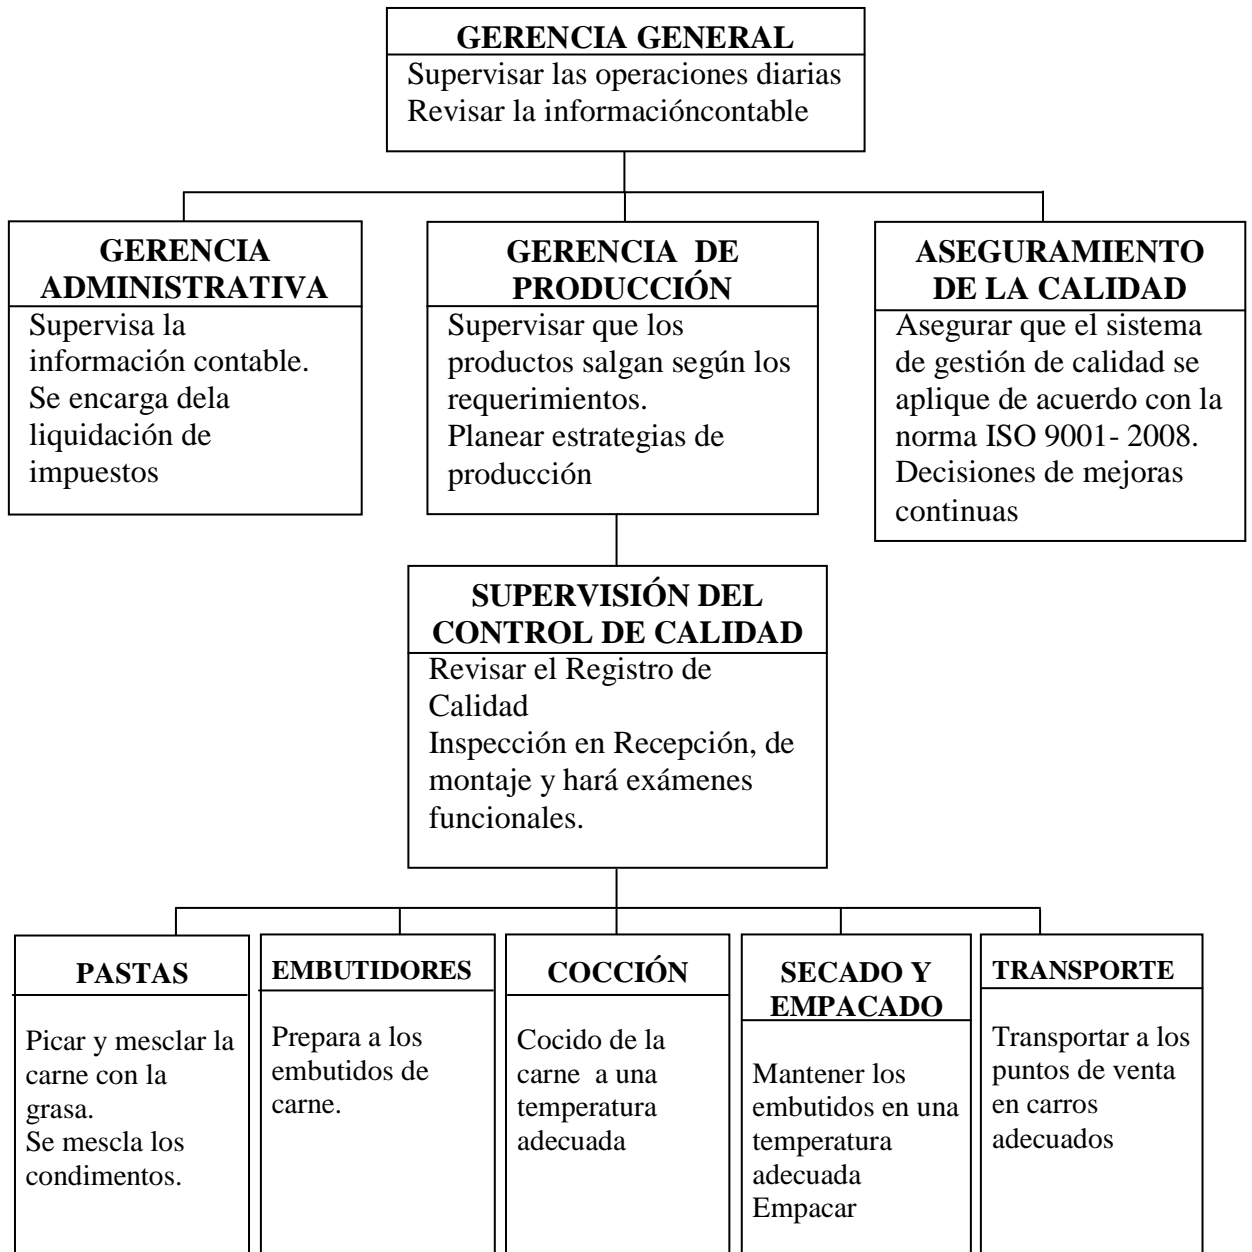 GERENCIA GENERAL
Supervisar las operaciones diarias
Revisar la informacióncontable
GERENCIA
ADMINISTRATIVA
Supervisa la
información contable.
Se encarga dela
liquidación de
impuestos
GERENCIA DE
PRODUCCIÓN
Supervisar que los
productos salgan según los
requerimientos.
Planear estrategias de
producción
ASEGURAMIENTO
DE LA CALIDAD
Asegurar que el sistema
de gestión de calidad se
aplique de acuerdo con la
norma ISO 9001- 2008.
Decisiones de mejoras
continuas
SUPERVISIÓN DEL
CONTROL DE CALIDAD
Revisar el Registro de
Calidad
Inspección en Recepción, de
montaje y hará exámenes
funcionales.
PASTAS
Picar y mesclar la
carne con la
grasa.
Se mescla los
condimentos.
EMBUTIDORES
Prepara a los
embutidos de
carne.
COCCIÓN
Cocido de la
carne a una
temperatura
adecuada
SECADO Y
EMPACADO
Mantener los
embutidos en una
temperatura
adecuada
Empacar
TRANSPORTE
Transportar a los
puntos de venta
en carros
adecuados